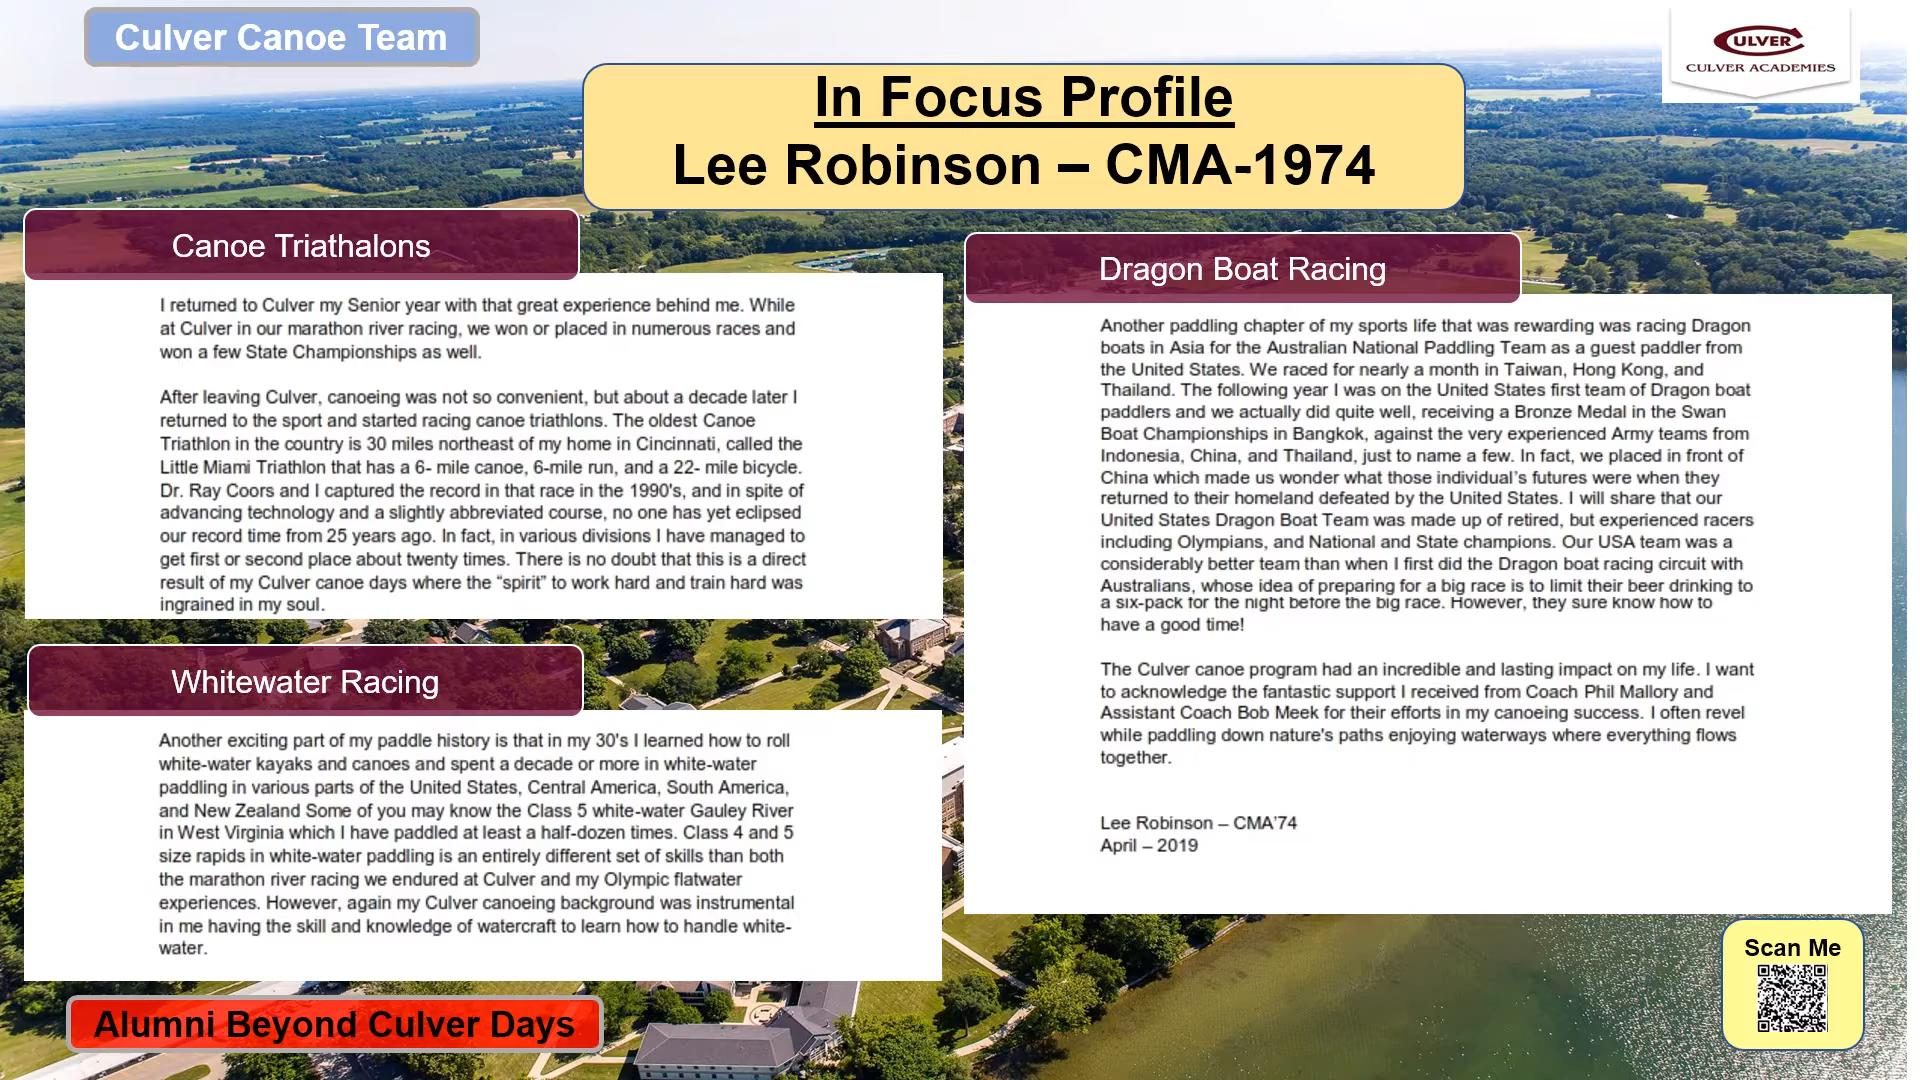 Culver Canoe Team
CULVER
CULVER ACADEMIES
In Focus Profile
Lee Robinson – CMA-1974
Canoe Triathalons
I returned to Culver my Senior year with that great experience behind me. While
at Culver in our marathon river racing, we won or placed in numerous races and
won a few State Championships as well.
After leaving Culver, canoeing was not so convenient, but about a decade later I
returned to the sport and started racing canoe triathlons. The oldest Canoe
Triathlon in the country is 30 miles northeast of my home in Cincinnati, called the
Little Miami Triathlon that has a 6- mile canoe, 6-mile run, and a 22- mile bicycle.
Dr. Ray Coors and I captured the record in that race in the 1990's, and in spite of
advancing technology and a slightly abbreviated course, no one has yet eclipsed
our record time from 25 years ago. In fact, in various divisions I have managed to
get first or second place about twenty times. There is no doubt that this is a direct
result of my Culver canoe days where the “spirit” to work hard and train hard was
ingrained in my soul.
Whitewater Racing
Another exciting part of my paddle history is that in my 30's I learned how to roll
white-water kayaks and canoes and spent a decade or more in white-water
paddling in various parts of the United States, Central America, South America,
and New Zealand Some of you may know the Class 5 white-water Gauley River
in West Virginia which I have paddled at least a half-dozen times. Class 4 and 5
size rapids in white-water paddling is an entirely different set of skills than both
the marathon river racing we endured at Culver and my Olympic flatwater
experiences. However, again my Culver canoeing background was instrumental
in me having the skill and knowledge of watercraft to learn how to handle white-
water.
Alumni Beyond Culver Days
Dragon Boat Racing
Another paddling chapter of my sports life that was rewarding was racing Dragon
boats in Asia for the Australian National Paddling Team as a guest paddler from
the United States. We raced for nearly a month in Taiwan, Hong Kong, and
Thailand. The following year I was on the United States first team of Dragon boat
paddlers and we actually did quite well, receiving a Bronze Medal in the Swan
Boat Championships in Bangkok, against the very experienced Army teams from
Indonesia, China, and Thailand, just to name a few. In fact, we placed in front of
China which made us wonder what those individual’s futures were when they
returned to their homeland defeated by the United States. I will share that our
United States Dragon Boat Team was made up of retired, but experienced racers
including Olympians, and National and State champions. Our USA team was a
considerably better team than when I first did the Dragon boat racing circuit with
Australians, whose idea of preparing for a big race is to limit their beer drinking to
a six-pack for the night before the big race. However, they sure know how to
have a good time!
The Culver canoe program had an incredible and lasting impact on my life. I want
to acknowledge the fantastic support I received from Coach Phil Mallory and
Assistant Coach Bob Meek for their efforts in my canoeing success. I often revel
while paddling down nature's paths enjoying waterways where everything flows
together.
Lee Robinson – CMA’74
April – 2019
Scan Me